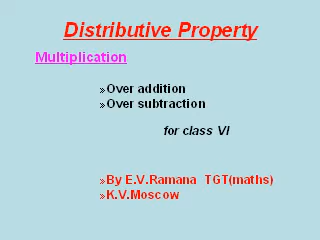 Distributive Property
Multiplication
»Over addition
»Over subtraction
for class VI
»By E.V.Ramana TGT(maths)
»K.V.Moscow